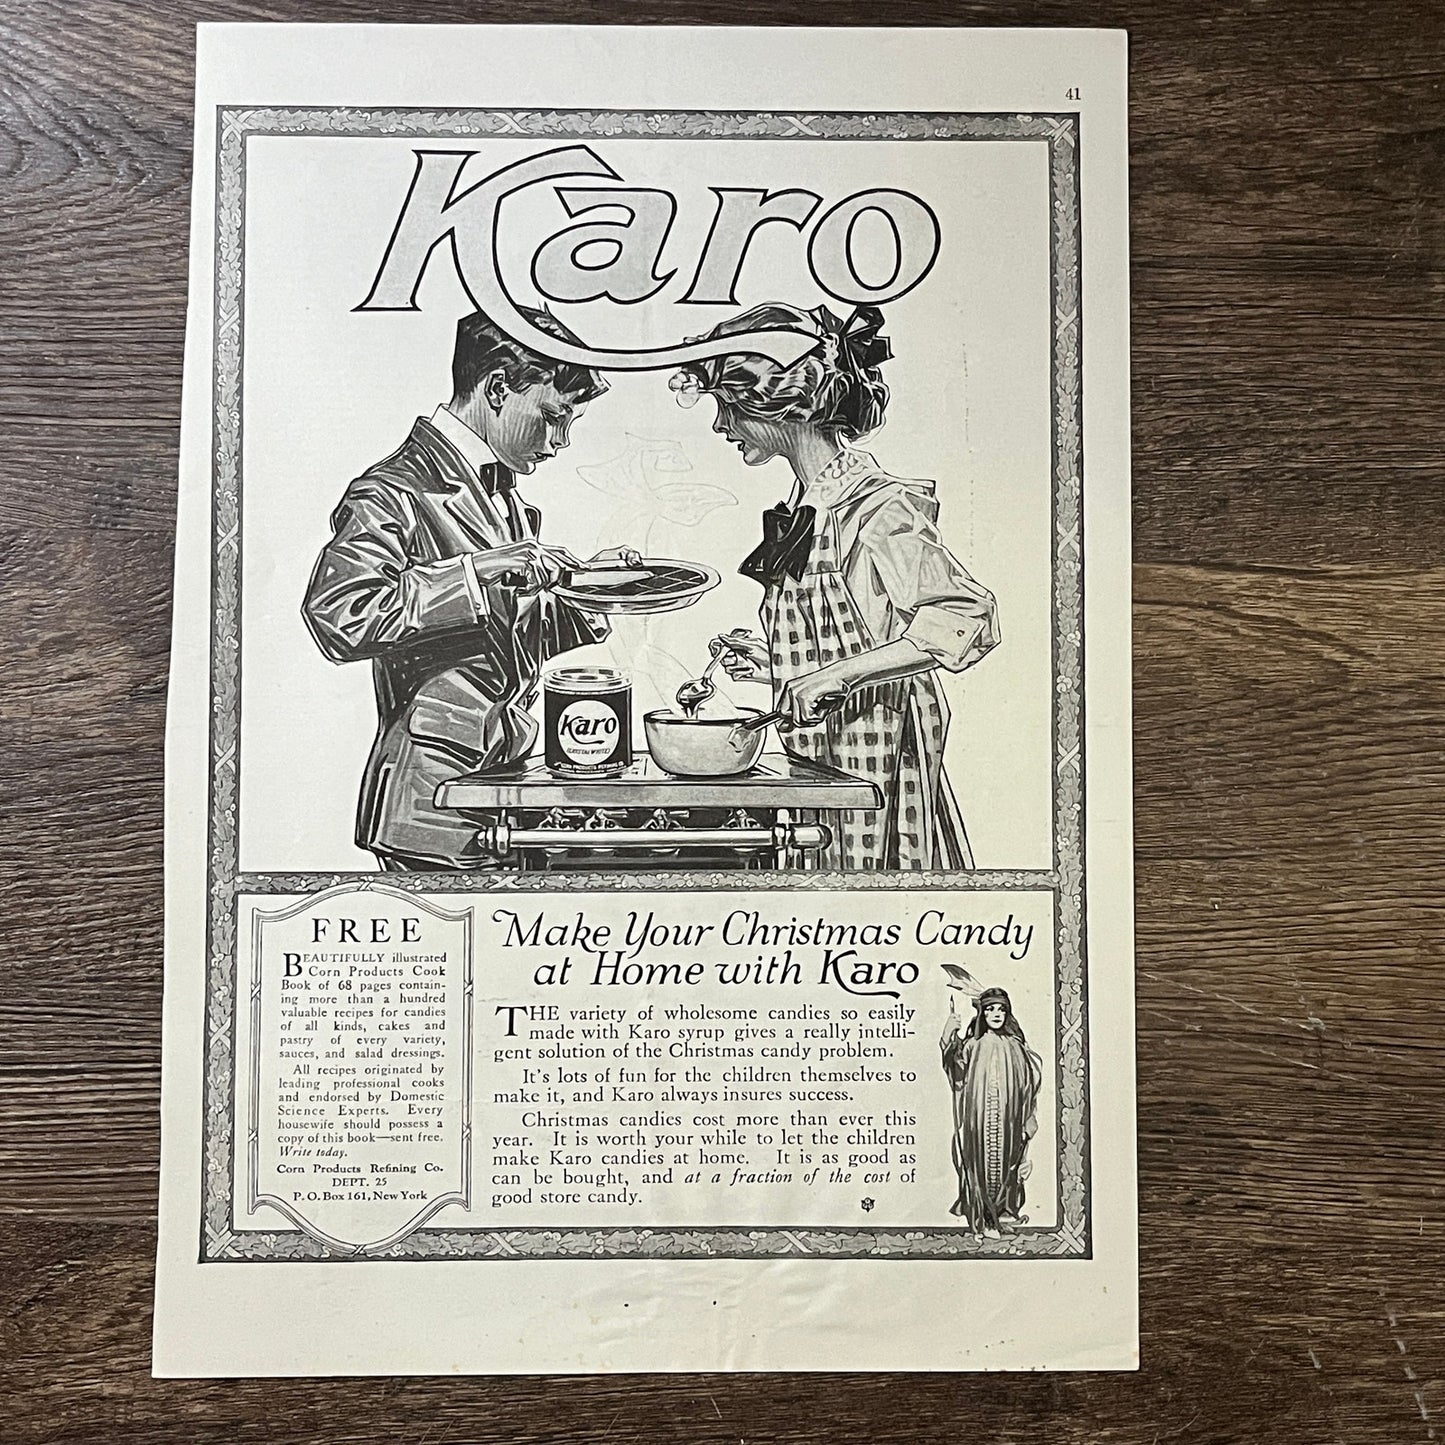 41
Karo
Karo
(CRYSTAL WHITE)
CORN PRODUCTS REFINING CO.
FREE
BEAUTIFULLY illustrated
Corn Products Cook
Book of 68 pages contain-
ing more than a hundred
valuable recipes for candies
of all kinds, cakes and
pastry of every variety,
sauces, and salad dressings.
All recipes originated by
leading professional cooks
and endorsed by Domestic
Science Experts. Every
housewife should possess a
copy of this book—sent free.
Write today.
Corn Products Refining Co.
DEPT. 25
P. O. Box 161, New York
Make Your Christmas Candy
at Home with Karo
THE variety of wholesome candies so easily
made with Karo syrup gives a really intelli-
gent solution of the Christmas candy problem.
It's lots of fun for the children themselves to
make it, and Karo always insures success.
Christmas candies cost more than ever this
year. It is worth your while to let the children
make Karo candies at home. It is as good as
can be bought, and at a fraction of the cost of
good store candy.